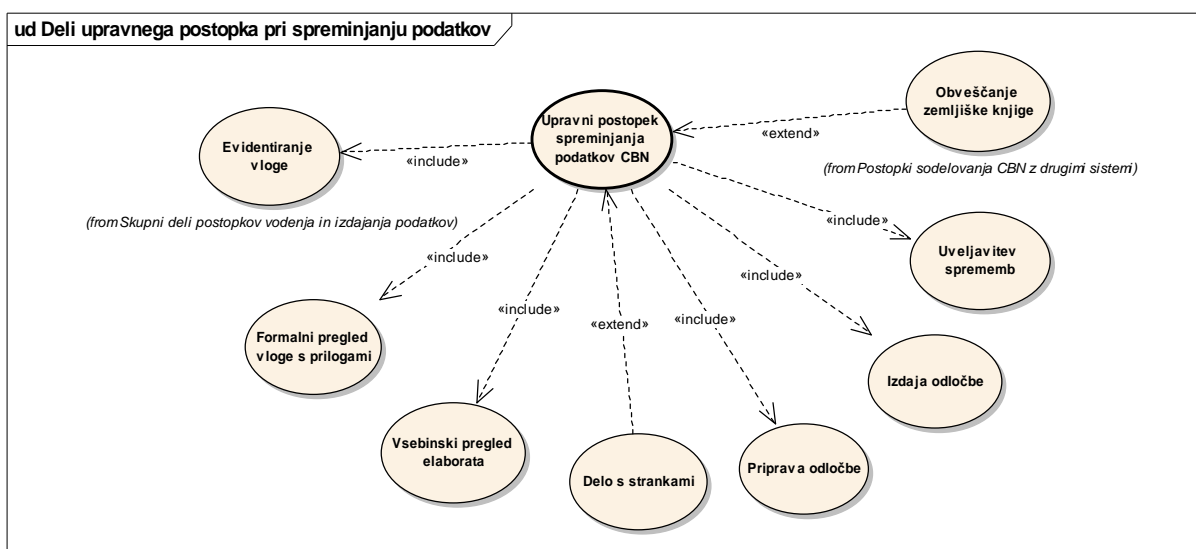 ud Deli upravnega postopka pri spreminjanju podatkov
Obveščanje
zemljiške knjige
Upravni postopek
spreminjanja
podatkov CBN
Evidentiranje
vloge
«extend»
«include»
(from Postopki sodelovanja CBN z drugimi sistemi)
(from Skupni deli postopkov vodenja in izdajanja podatkov)
«include»
Uveljavitev
sprememb
«include»
«include»
«include»
«extend»
«include»
Formalni pregled
vloge s prilogami
Izdaja odločbe
Vsebinski pregled
elaborata
Delo s strankami
Priprava odločbe